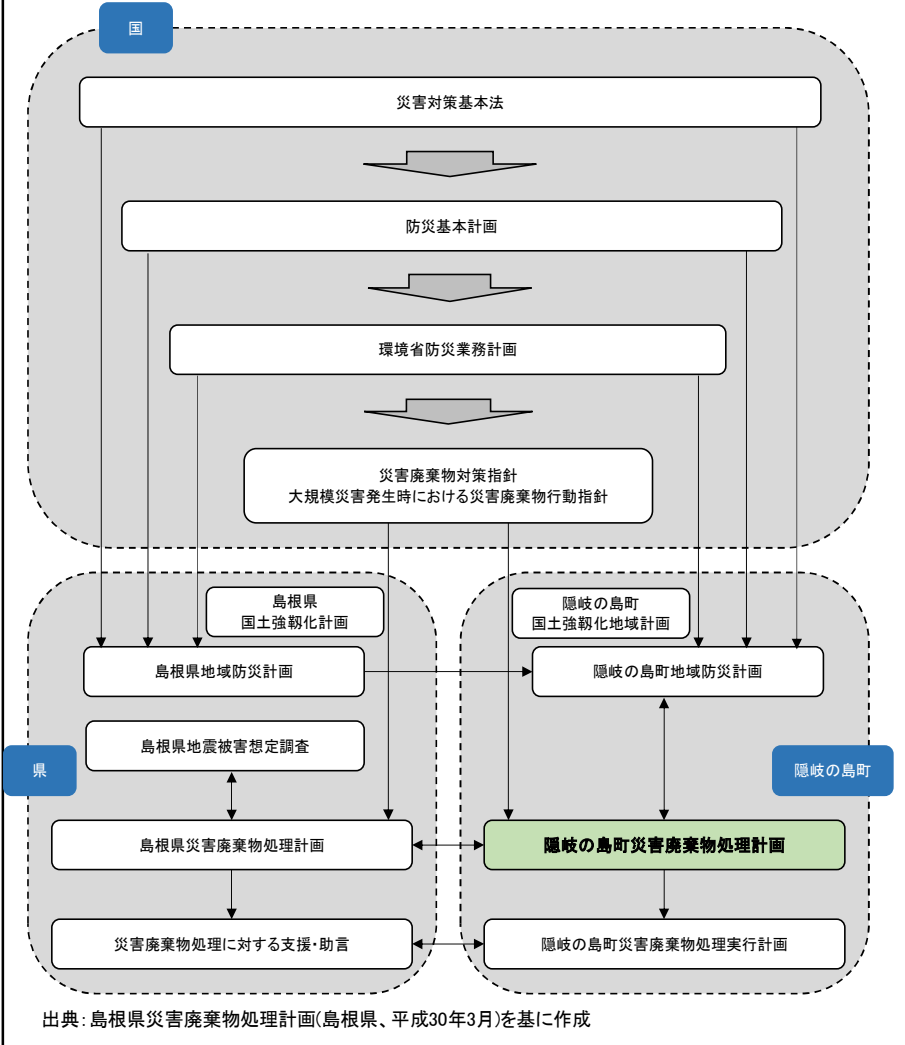 国
災害対策基本法
防災基本計画
環境省防災業務計画
災害廃棄物対策指針
大規模災害発生時における災害廃棄物行動指針
島根県
国土強靱化計画
隠岐の島町
国土強靱化地域計画
島根県地域防災計画
隠岐の島町地域防災計画
島根県地震被害想定調査
県
隠岐の島町
島根県災害廃棄物処理計画
隠岐の島町災害廃棄物処理計画
災害廃棄物処理に対する支援・助言
隠岐の島町災害廃棄物処理実行計画
出典:島根県災害廃棄物処理計画(島根県、平成30年3月)を基に作成